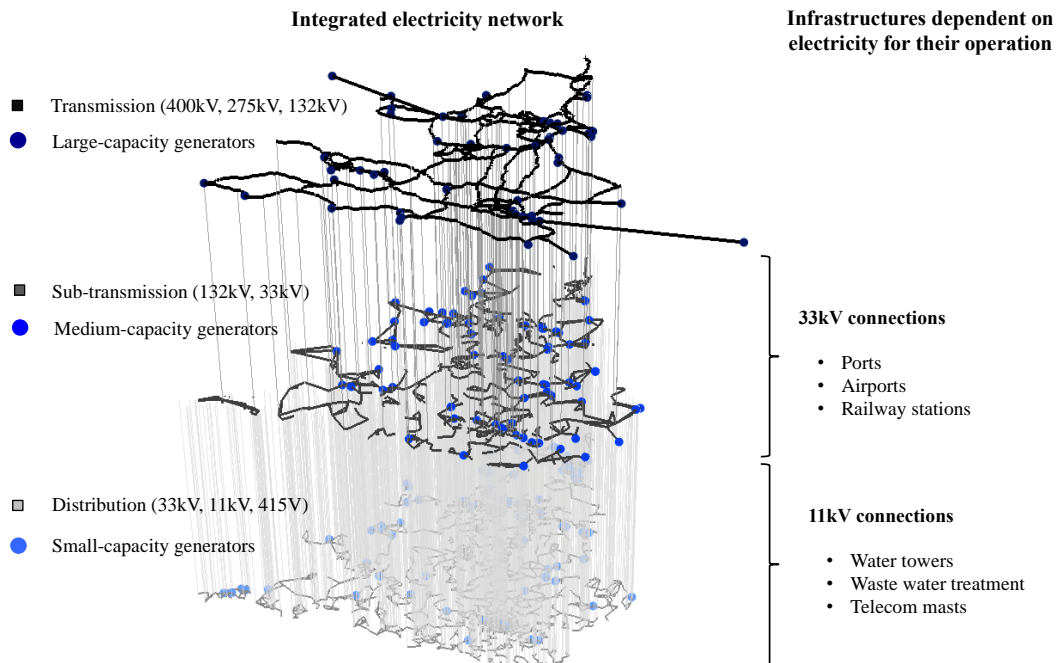 Integrated electricity network
Infrastructures dependent on
electricity for their operation
Transmission (400kV, 275kV, 132kV)
Large-capacity generators
Sub-transmission (132kV, 33kV)
Medium-capacity generators
33kV connections
• Ports
• Airports
• Railway stations
Distribution (33kV, 11kV, 415V)
Small-capacity generators
11kV connections
• Water towers
• Waste water treatment
• Telecom masts